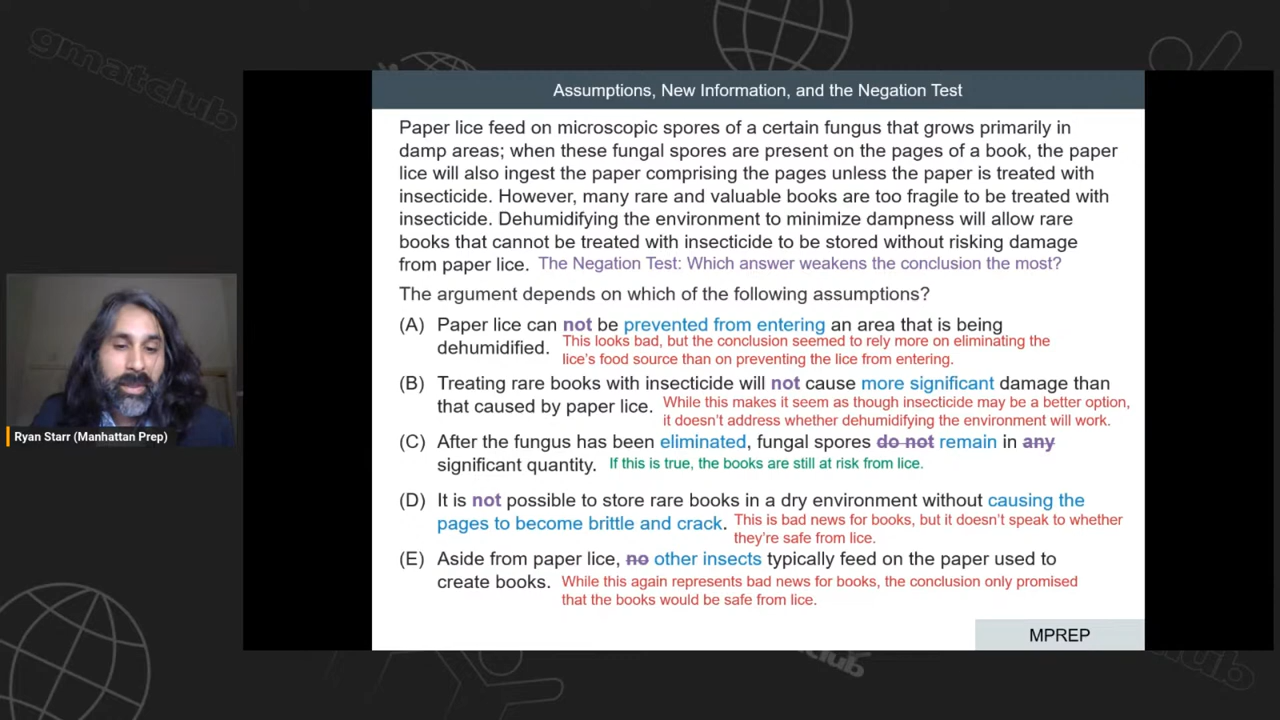 gmatclub
Assumptions, New Information, and the Negation Test
Paper lice feed on microscopic spores of a certain fungus that grows primarily in
damp areas; when these fungal spores are present on the pages of a book, the paper
lice will also ingest the paper comprising the pages unless the paper is treated with
insecticide. However, many rare and valuable books are too fragile to be treated with
insecticide. Dehumidifying the environment to minimize dampness will allow rare
books that cannot be treated with insecticide to be stored without risking damage
from paper lice. The Negation Test: Which answer weakens the conclusion the most?
The argument depends on which of the following assumptions?
(A) Paper lice can not be prevented from entering an area that is being
dehumidified. This looks bad, but the conclusion seemed to rely more on eliminating the
lice's food source than on preventing the lice from entering.
(B) Treating rare books with insecticide will not cause more significant damage than
that caused by paper lice. While this makes it seem as though insecticide may be a better option,
it doesn't address whether dehumidifying the environment will work.
(C) After the fungus has been eliminated, fungal spores do not remain in any
significant quantity. If this is true, the books are still at risk from lice.
(D) It is not possible to store rare books in a dry environment without causing the
pages to become brittle and crack. This is bad news for books, but it doesn't speak to whether
they're safe from lice.
(E) Aside from paper lice, no other insects typically feed on the paper used to
create books. While this again represents bad news for books, the conclusion only promised
that the books would be safe from lice.
Ryan Starr (Manhattan Prep)
MPREP
club